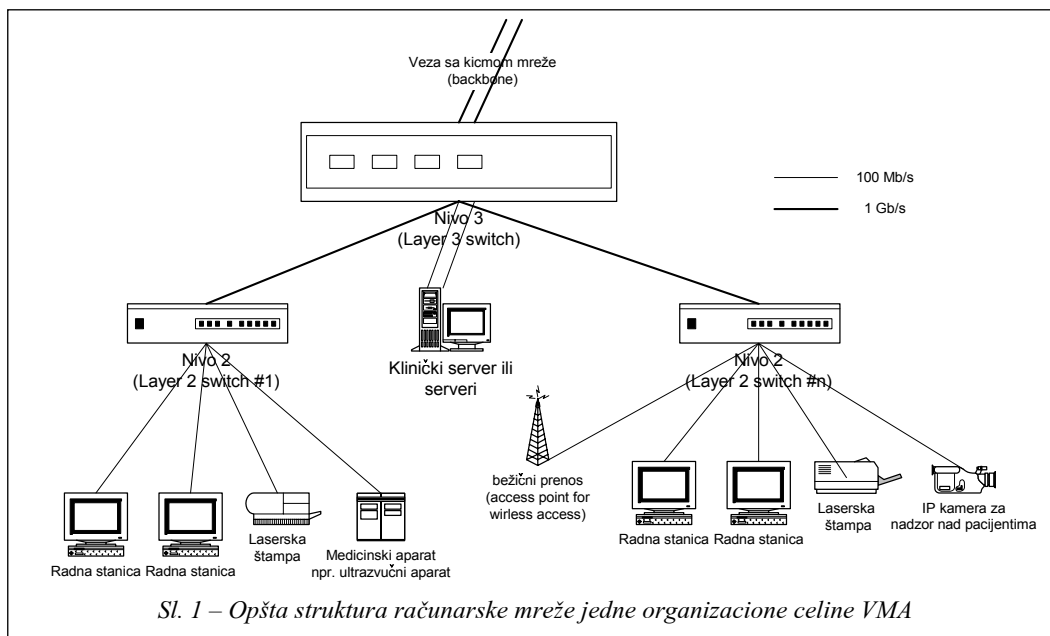 Veza sa kicmom mreže
(backbone)
100 Mb/s
1 Gb/s
Nivo 3
(Layer 3 switch)
Nivo 2
(Layer 2 switch #1)
Klinički server ili
serveri
Nivo 2
(Layer 2 switch #n)
bežični prenos
(access point for
wirless access)
Radna stanica
Radna stanica
Laserska
štampa
Medicinski aparat
npr. ultrazvučni aparat
Radna stanica
Radna stanica
Laserska
štampa
IP kamera za
nadzor nad pacijentima
Sl. 1 – Opšta struktura računarske mreže jedne organizacione celine VMA